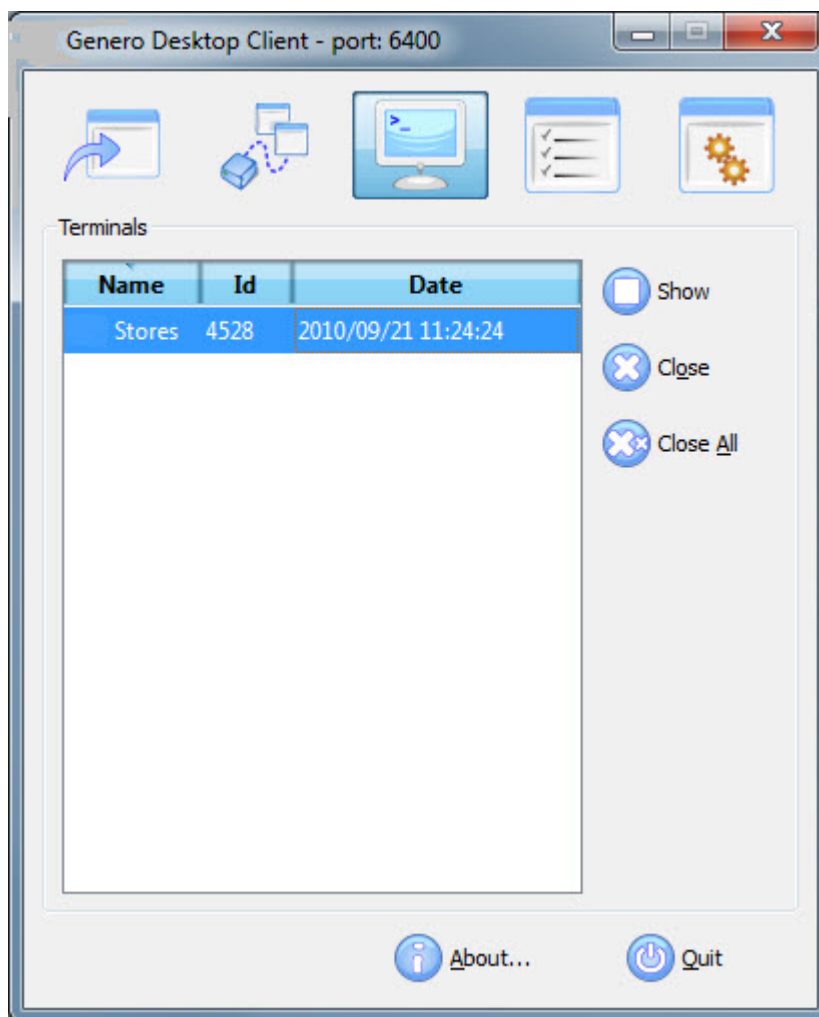 Genero Desktop Client - port: 6400
>_
Terminals
Name Id Date
Stores 4528 2010/09/21 11:24:24
Show
Close
Close All
About...
Quit